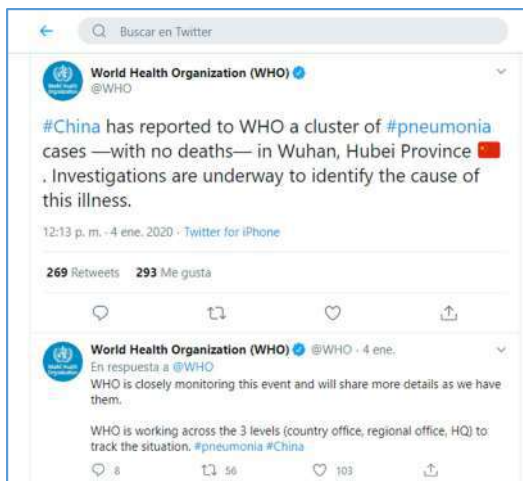 Buscar en Twitter
World Health Organization (WHO)
@WHO
#China has reported to WHO a cluster of #pneumonia
cases —with no deaths— in Wuhan, Hubei Province 🇨🇳
. Investigations are underway to identify the cause of
this illness.
12:13 p. m. · 4 ene. 2020 · Twitter for iPhone
269 Retweets 293 Me gusta
World Health Organization (WHO) @WHO · 4 ene.
En respuesta a @WHO
WHO is closely monitoring this event and will share more details as we have
them.
WHO is working across the 3 levels (country office, regional office, HQ) to
track the situation. #pneumonia #China
8 56 103